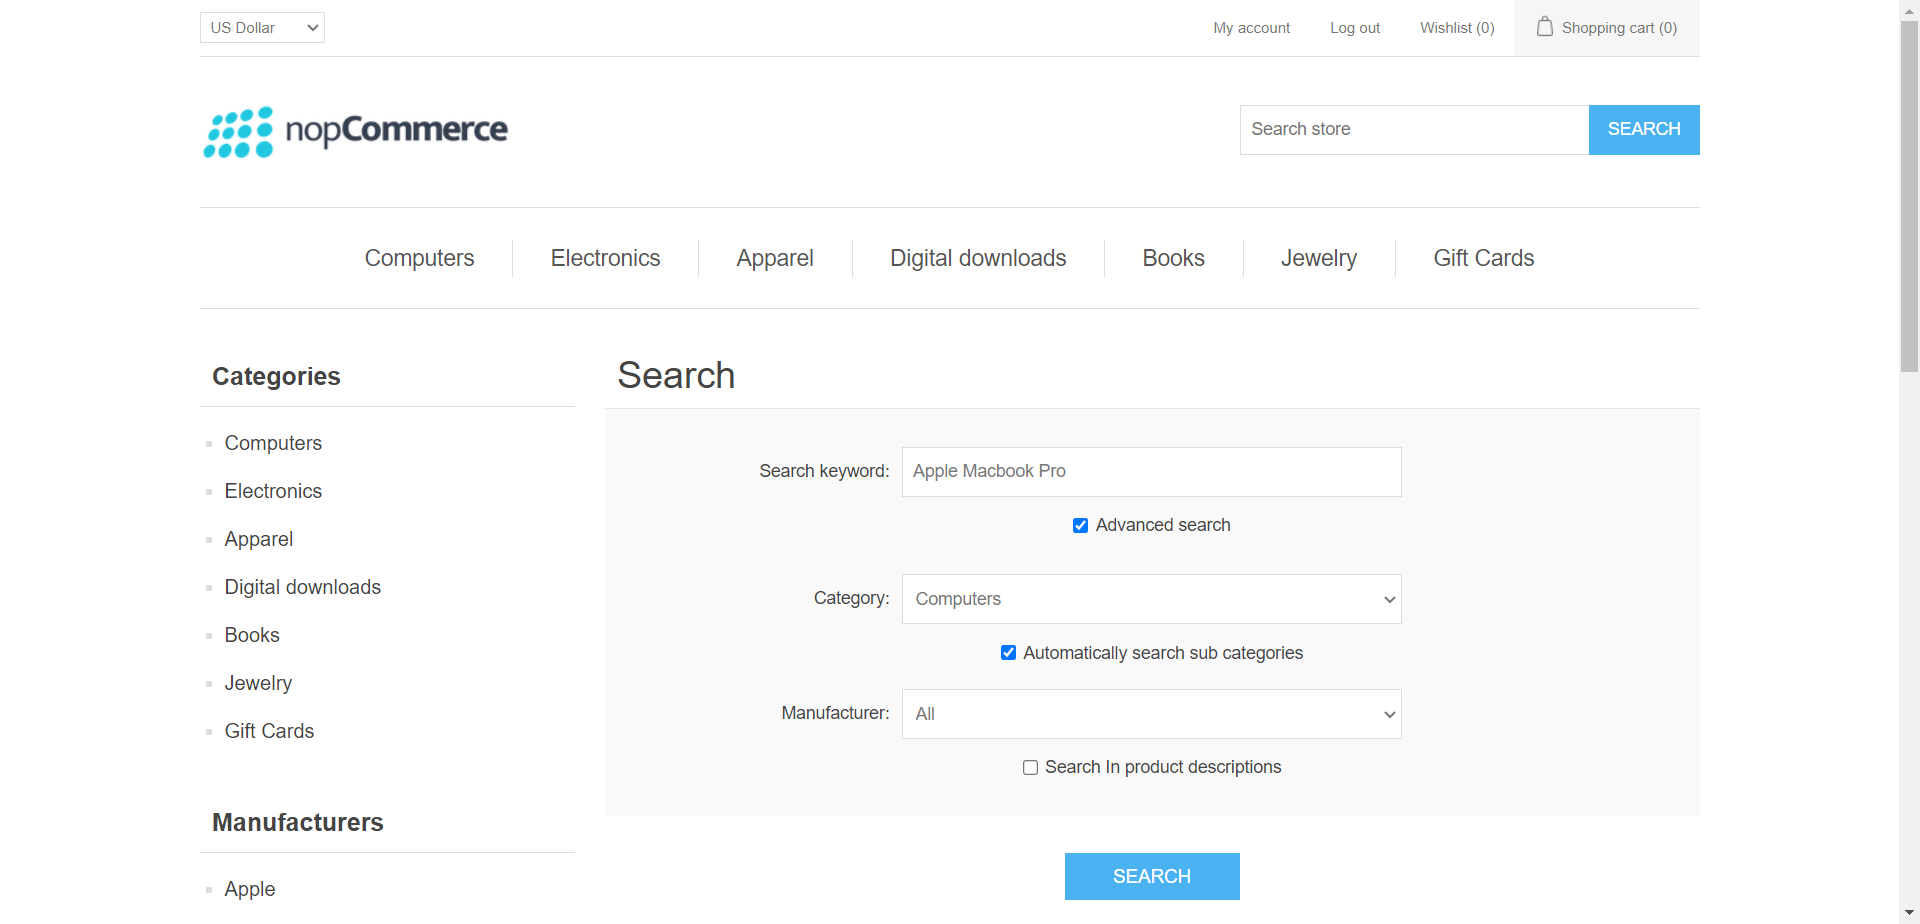 US Dollar
My account
Log out
Wishlist (0)
Shopping cart (0)
nopCommerce
Search store
SEARCH
Computers
Electronics
Apparel
Digital downloads
Books
Jewelry
Gift Cards
Categories
Computers
Electronics
Apparel
Digital downloads
Books
Jewelry
Gift Cards
Manufacturers
Apple
Search
Search keyword:
Apple Macbook Pro
Advanced search
Category:
Computers
Automatically search sub categories
Manufacturer:
All
Search In product descriptions
SEARCH